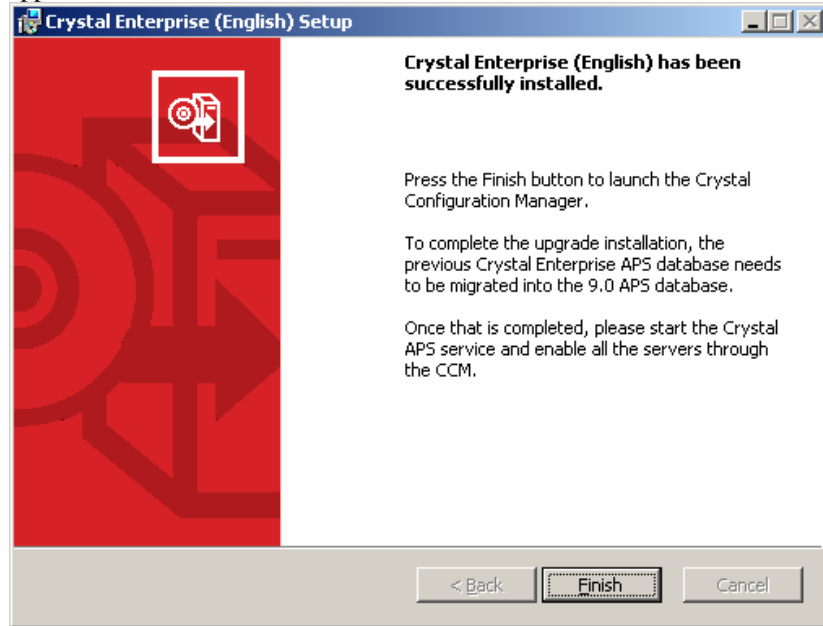 Crystal Enterprise (English) Setup
Crystal Enterprise (English) has been
successfully installed.
Press the Finish button to launch the Crystal
Configuration Manager.
To complete the upgrade installation, the
previous Crystal Enterprise APS database needs
to be migrated into the 9.0 APS database.
Once that is completed, please start the Crystal
APS service and enable all the servers through
the CCM.
< Back
Finish
Cancel